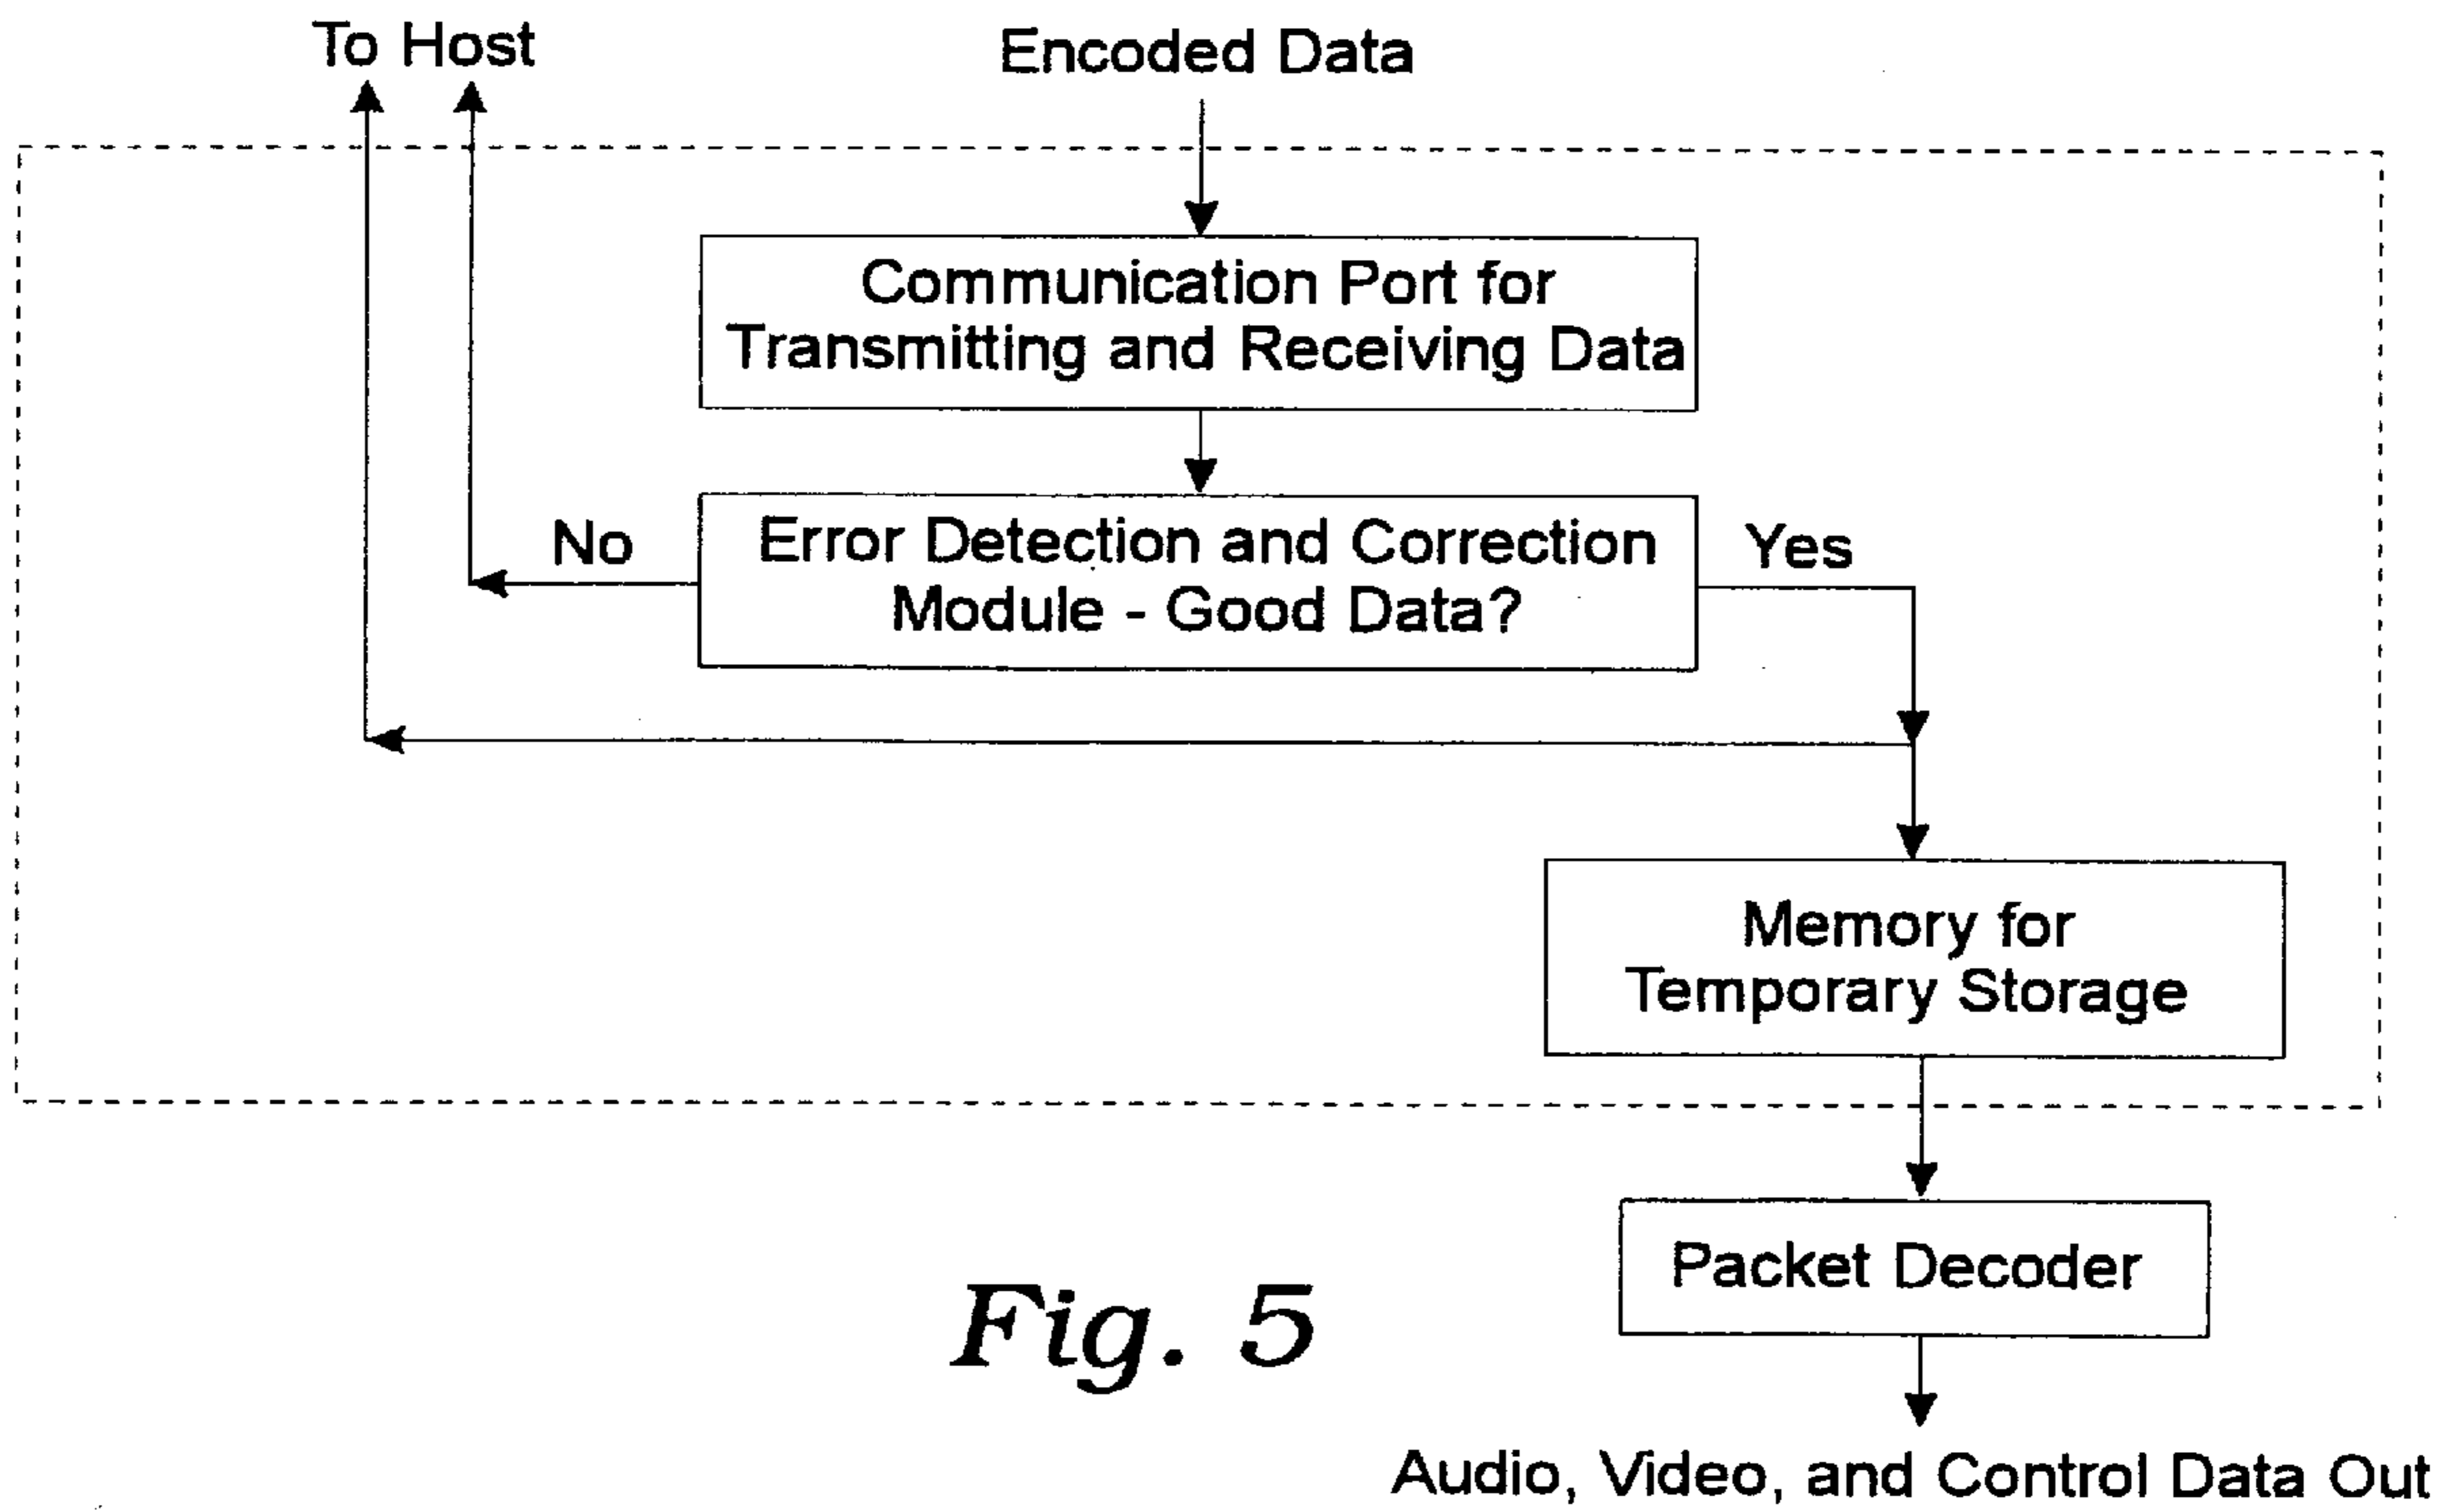 To Host
Encoded Data
Communication Port for
Transmitting and Receiving Data
No
Error Detection and Correction
Module - Good Data?
Yes
Memory for
Temporary Storage
Packet Decoder
Fig. 5
Audio, Video, and Control Data Out